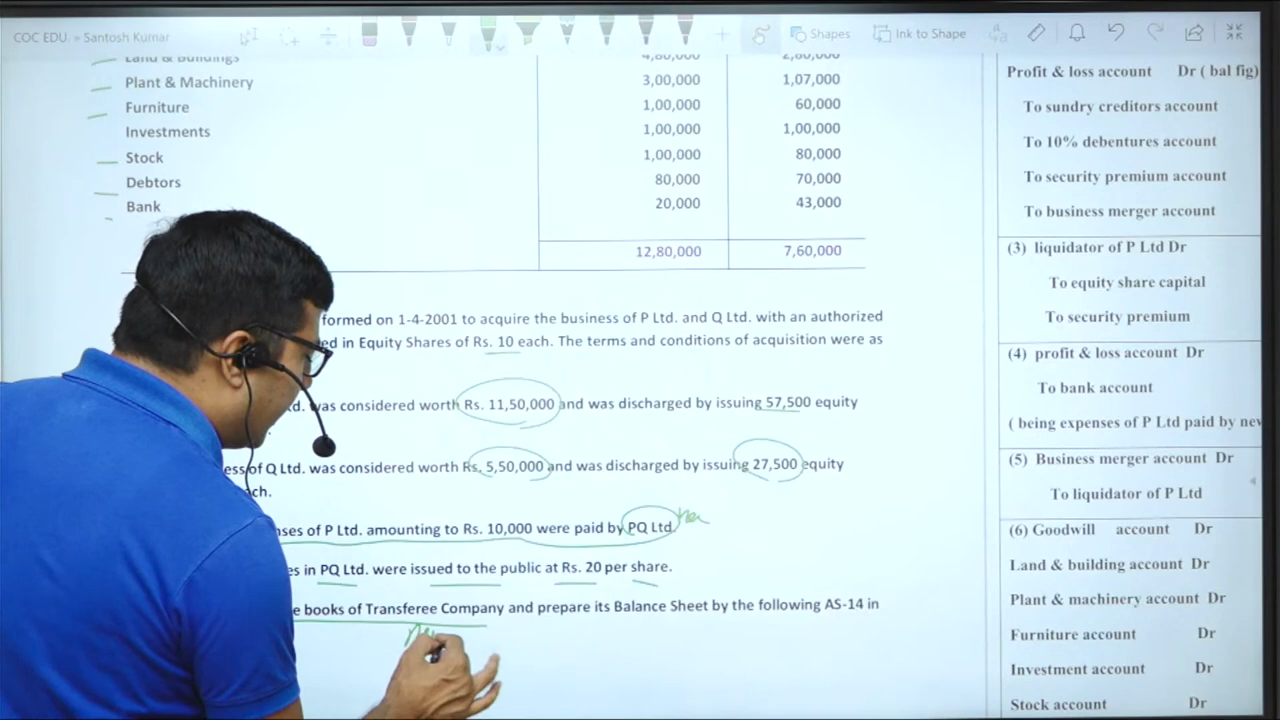 COC EDU. - Santosh Kumar
Shapes
Ink to Shape
Land & Buildings 4,80,000 2,80,000
Plant & Machinery 3,00,000 1,07,000
Furniture 1,00,000 60,000
Investments 1,00,000 1,00,000
Stock 1,00,000 80,000
Debtors 80,000 70,000
Bank 20,000 43,000
12,80,000 7,60,000
formed on 1-4-2001 to acquire the business of P Ltd. and Q Ltd. with an authorized
ed in Equity Shares of Rs. 10 each. The terms and conditions of acquisition were as
d. was considered worth Rs. 11,50,000 and was discharged by issuing 57,500 equity
ess of Q Ltd. was considered worth Rs. 5,50,000 and was discharged by issuing 27,500 equity
ch.
nses of P Ltd. amounting to Rs. 10,000 were paid by PQ Ltd.
es in PQ Ltd. were issued to the public at Rs. 20 per share.
e books of Transferee Company and prepare its Balance Sheet by the following AS-14 in
Profit & loss account Dr ( bal fig)
To sundry creditors account
To 10% debentures account
To security premium account
To business merger account
(3) liquidator of P Ltd Dr
To equity share capital
To security premium
(4) profit & loss account Dr
To bank account
( being expenses of P Ltd paid by new
(5) Business merger account Dr
To liquidator of P Ltd
(6) Goodwill account Dr
Land & building account Dr
Plant & machinery account Dr
Furniture account Dr
Investment account Dr
Stock account Dr